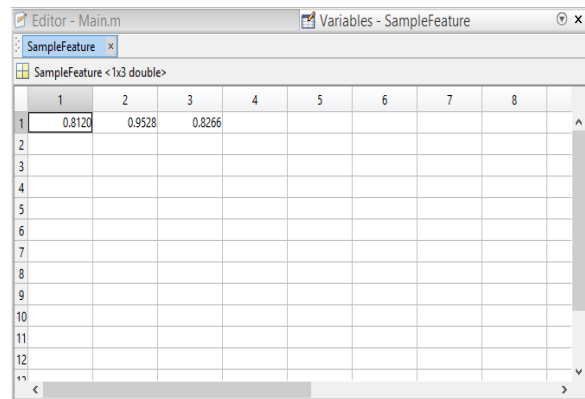 Editor - Main.m Variables - SampleFeature x
SampleFeature x
SampleFeature <1x3 double>
1 2 3 4 5 6 7 8
1 0.8120 0.9528 0.8266
2
3
4
5
6
7
8
9
10
11
12